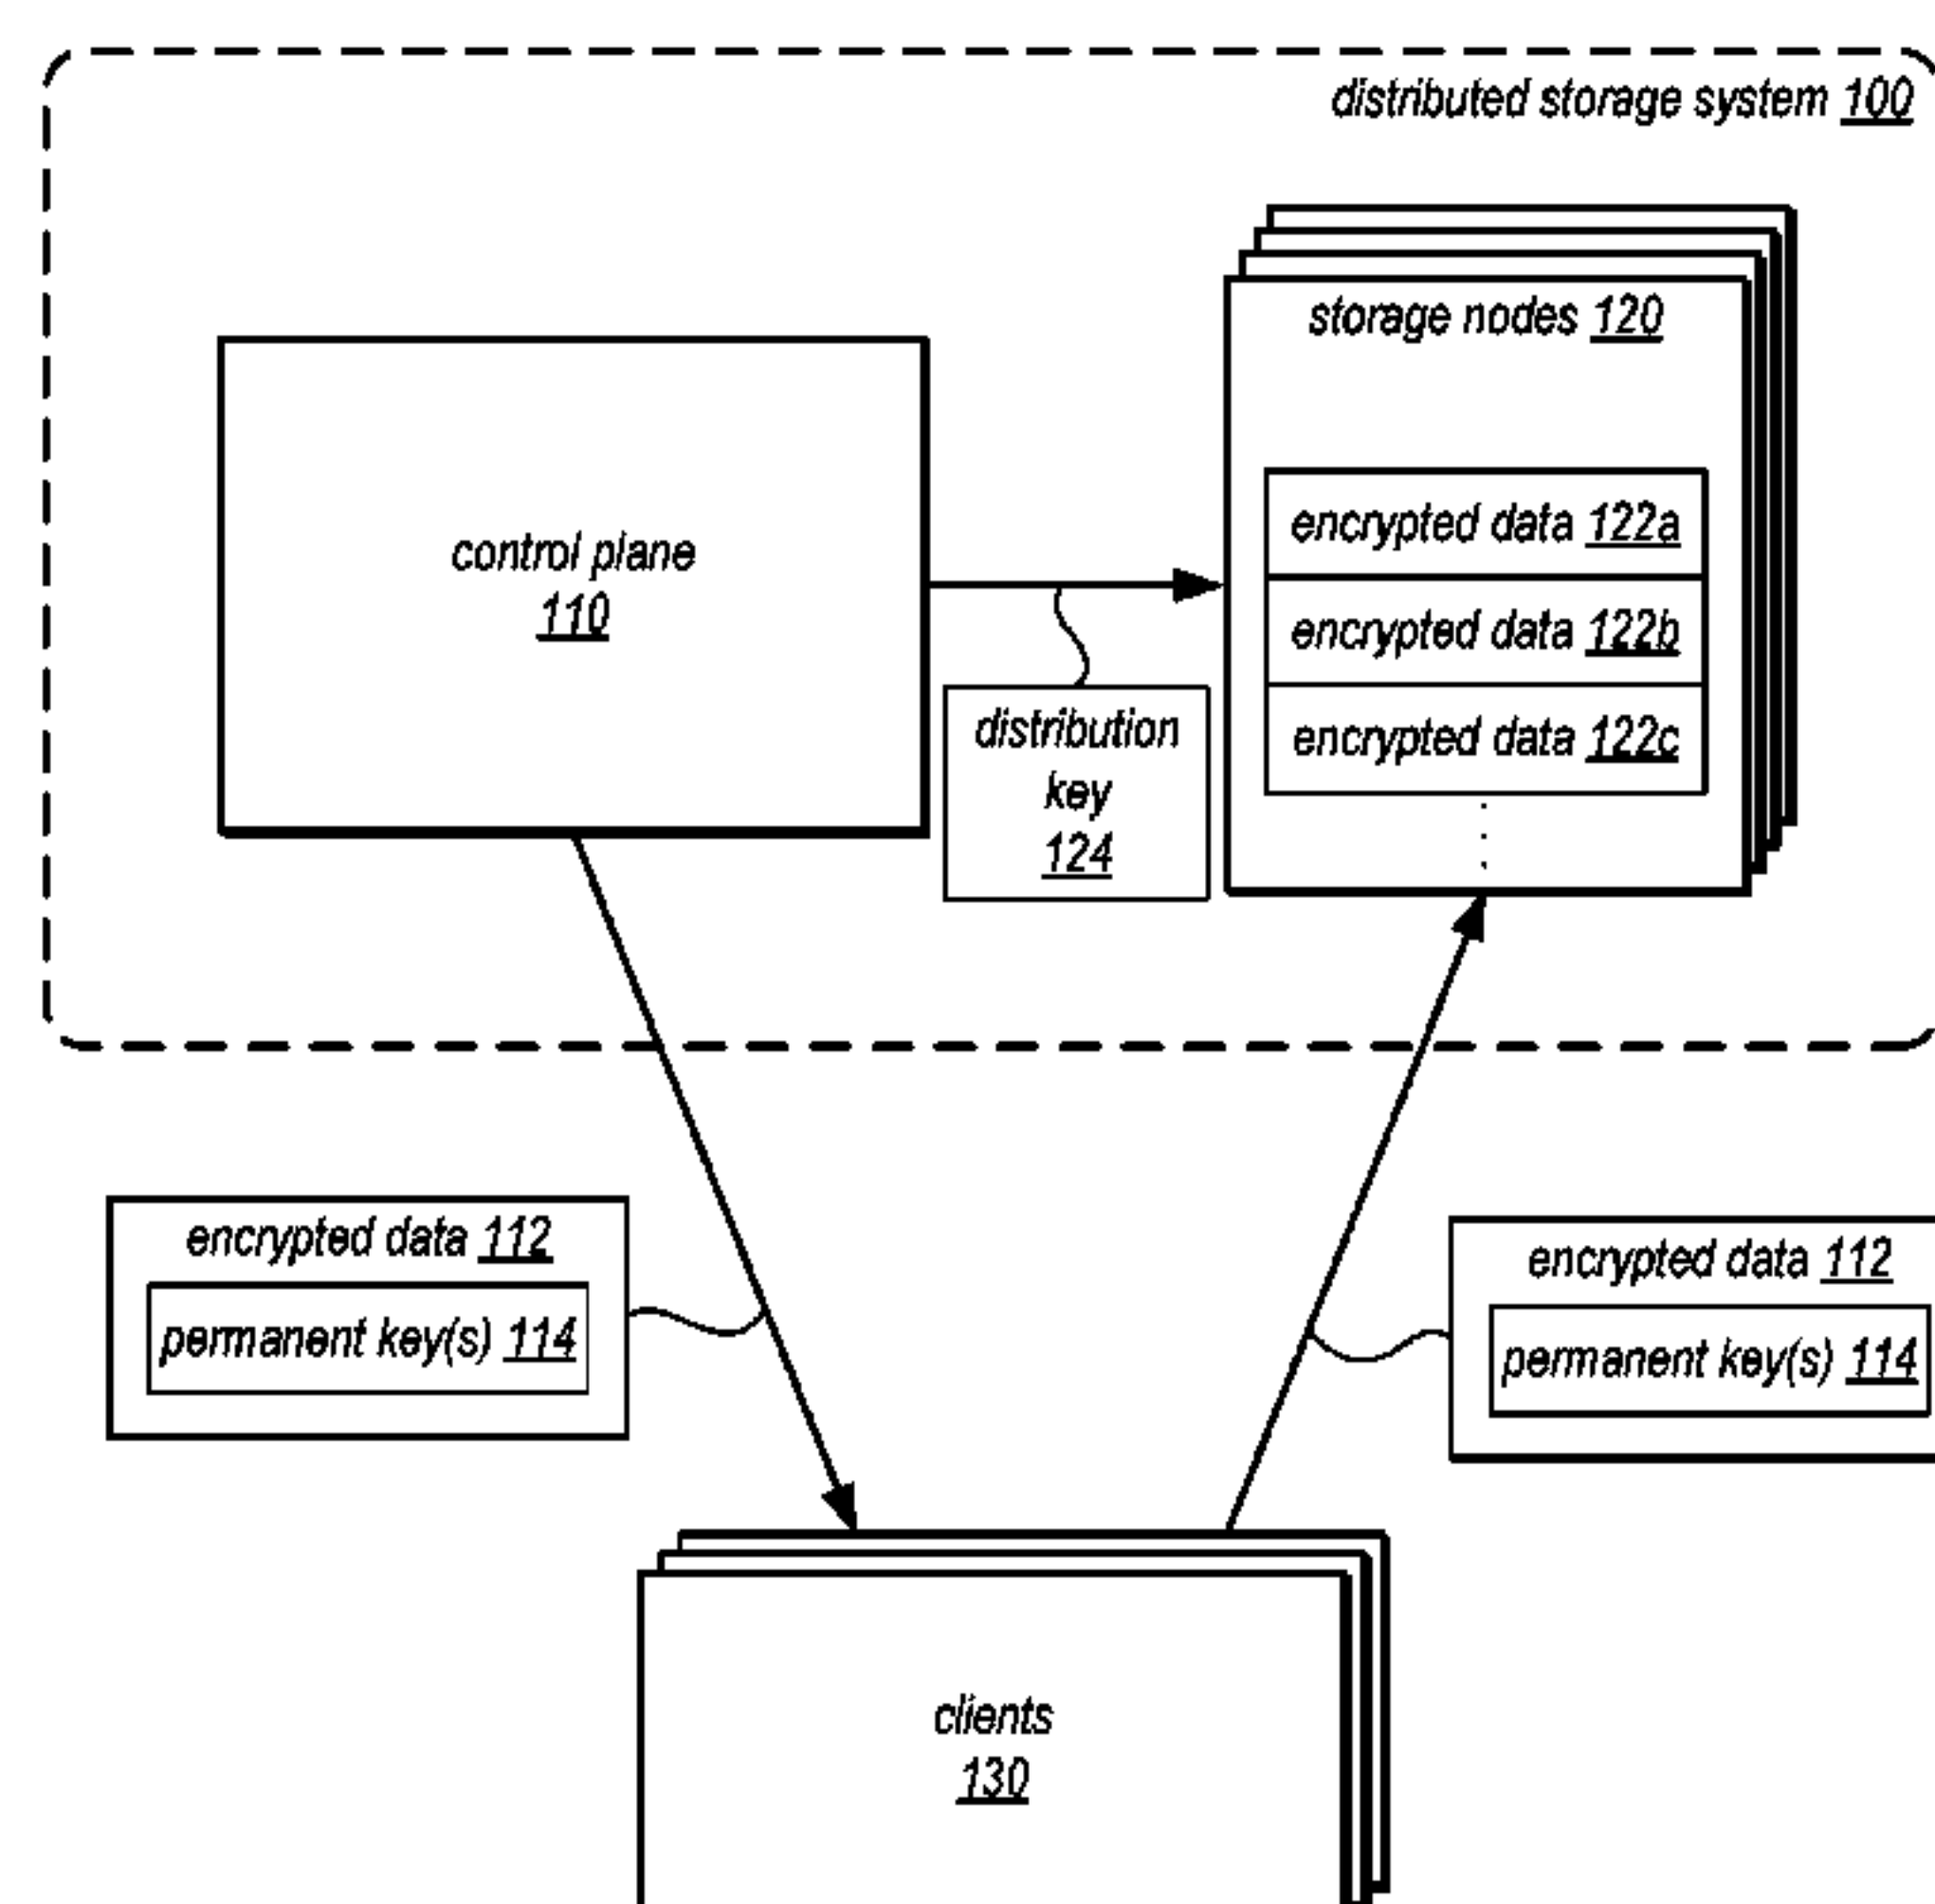 distributed storage system 100
storage nodes 120
control plane
110
encrypted data 122a
encrypted data 122b
encrypted data 122c
distribution
key
124
encrypted data 112
permanent key(s) 114
encrypted data 112
permanent key(s) 114
clients
130